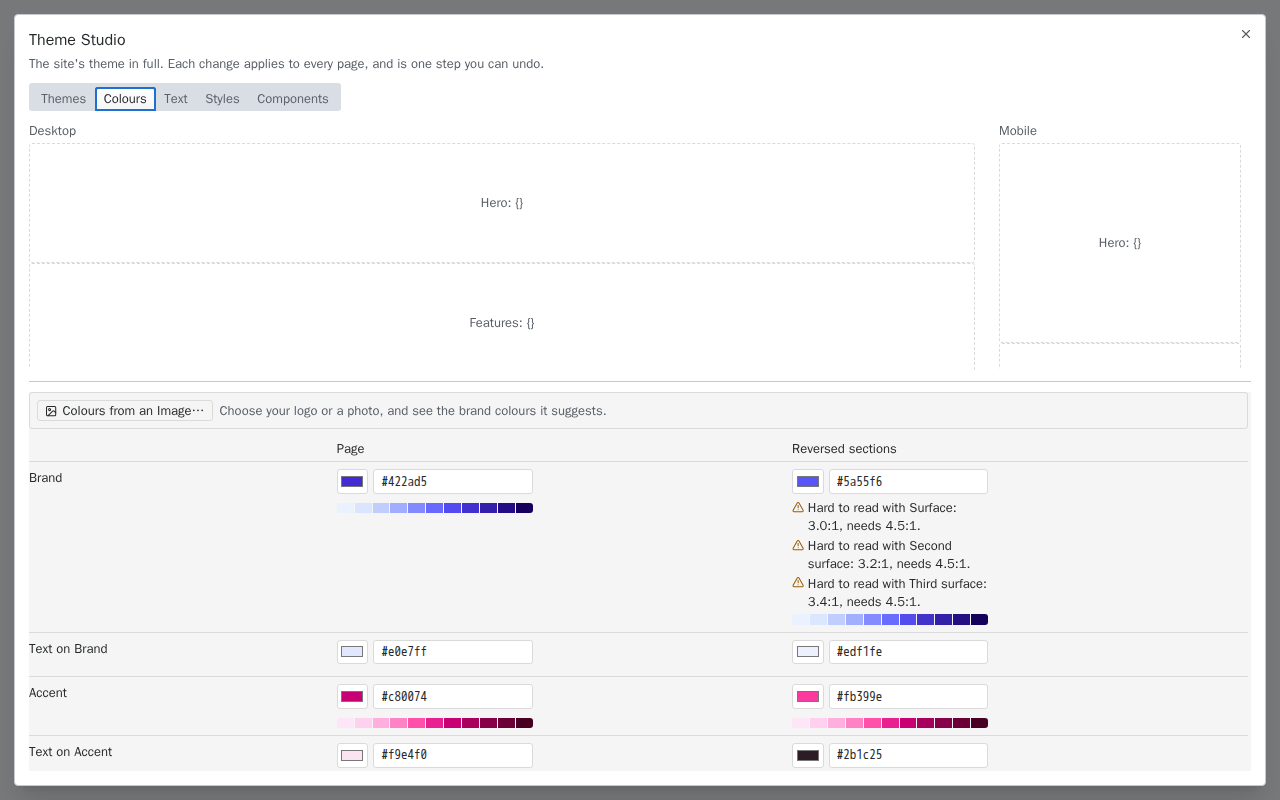 Theme Studio
The site's theme in full. Each change applies to every page, and is one step you can undo.
Themes Colours Text Styles Components
Desktop Mobile
Hero: {}
Hero: {}
Features: {}
Colours from an Image… Choose your logo or a photo, and see the brand colours it suggests.
Page Reversed sections
Brand #422ad5 #5a55f6
Hard to read with Surface:
3.0:1, needs 4.5:1.
Hard to read with Second
surface: 3.2:1, needs 4.5:1.
Hard to read with Third surface:
3.4:1, needs 4.5:1.
Text on Brand #e0e7ff #edf1fe
Accent #c80074 #fb399e
Text on Accent #f9e4f0 #2b1c25